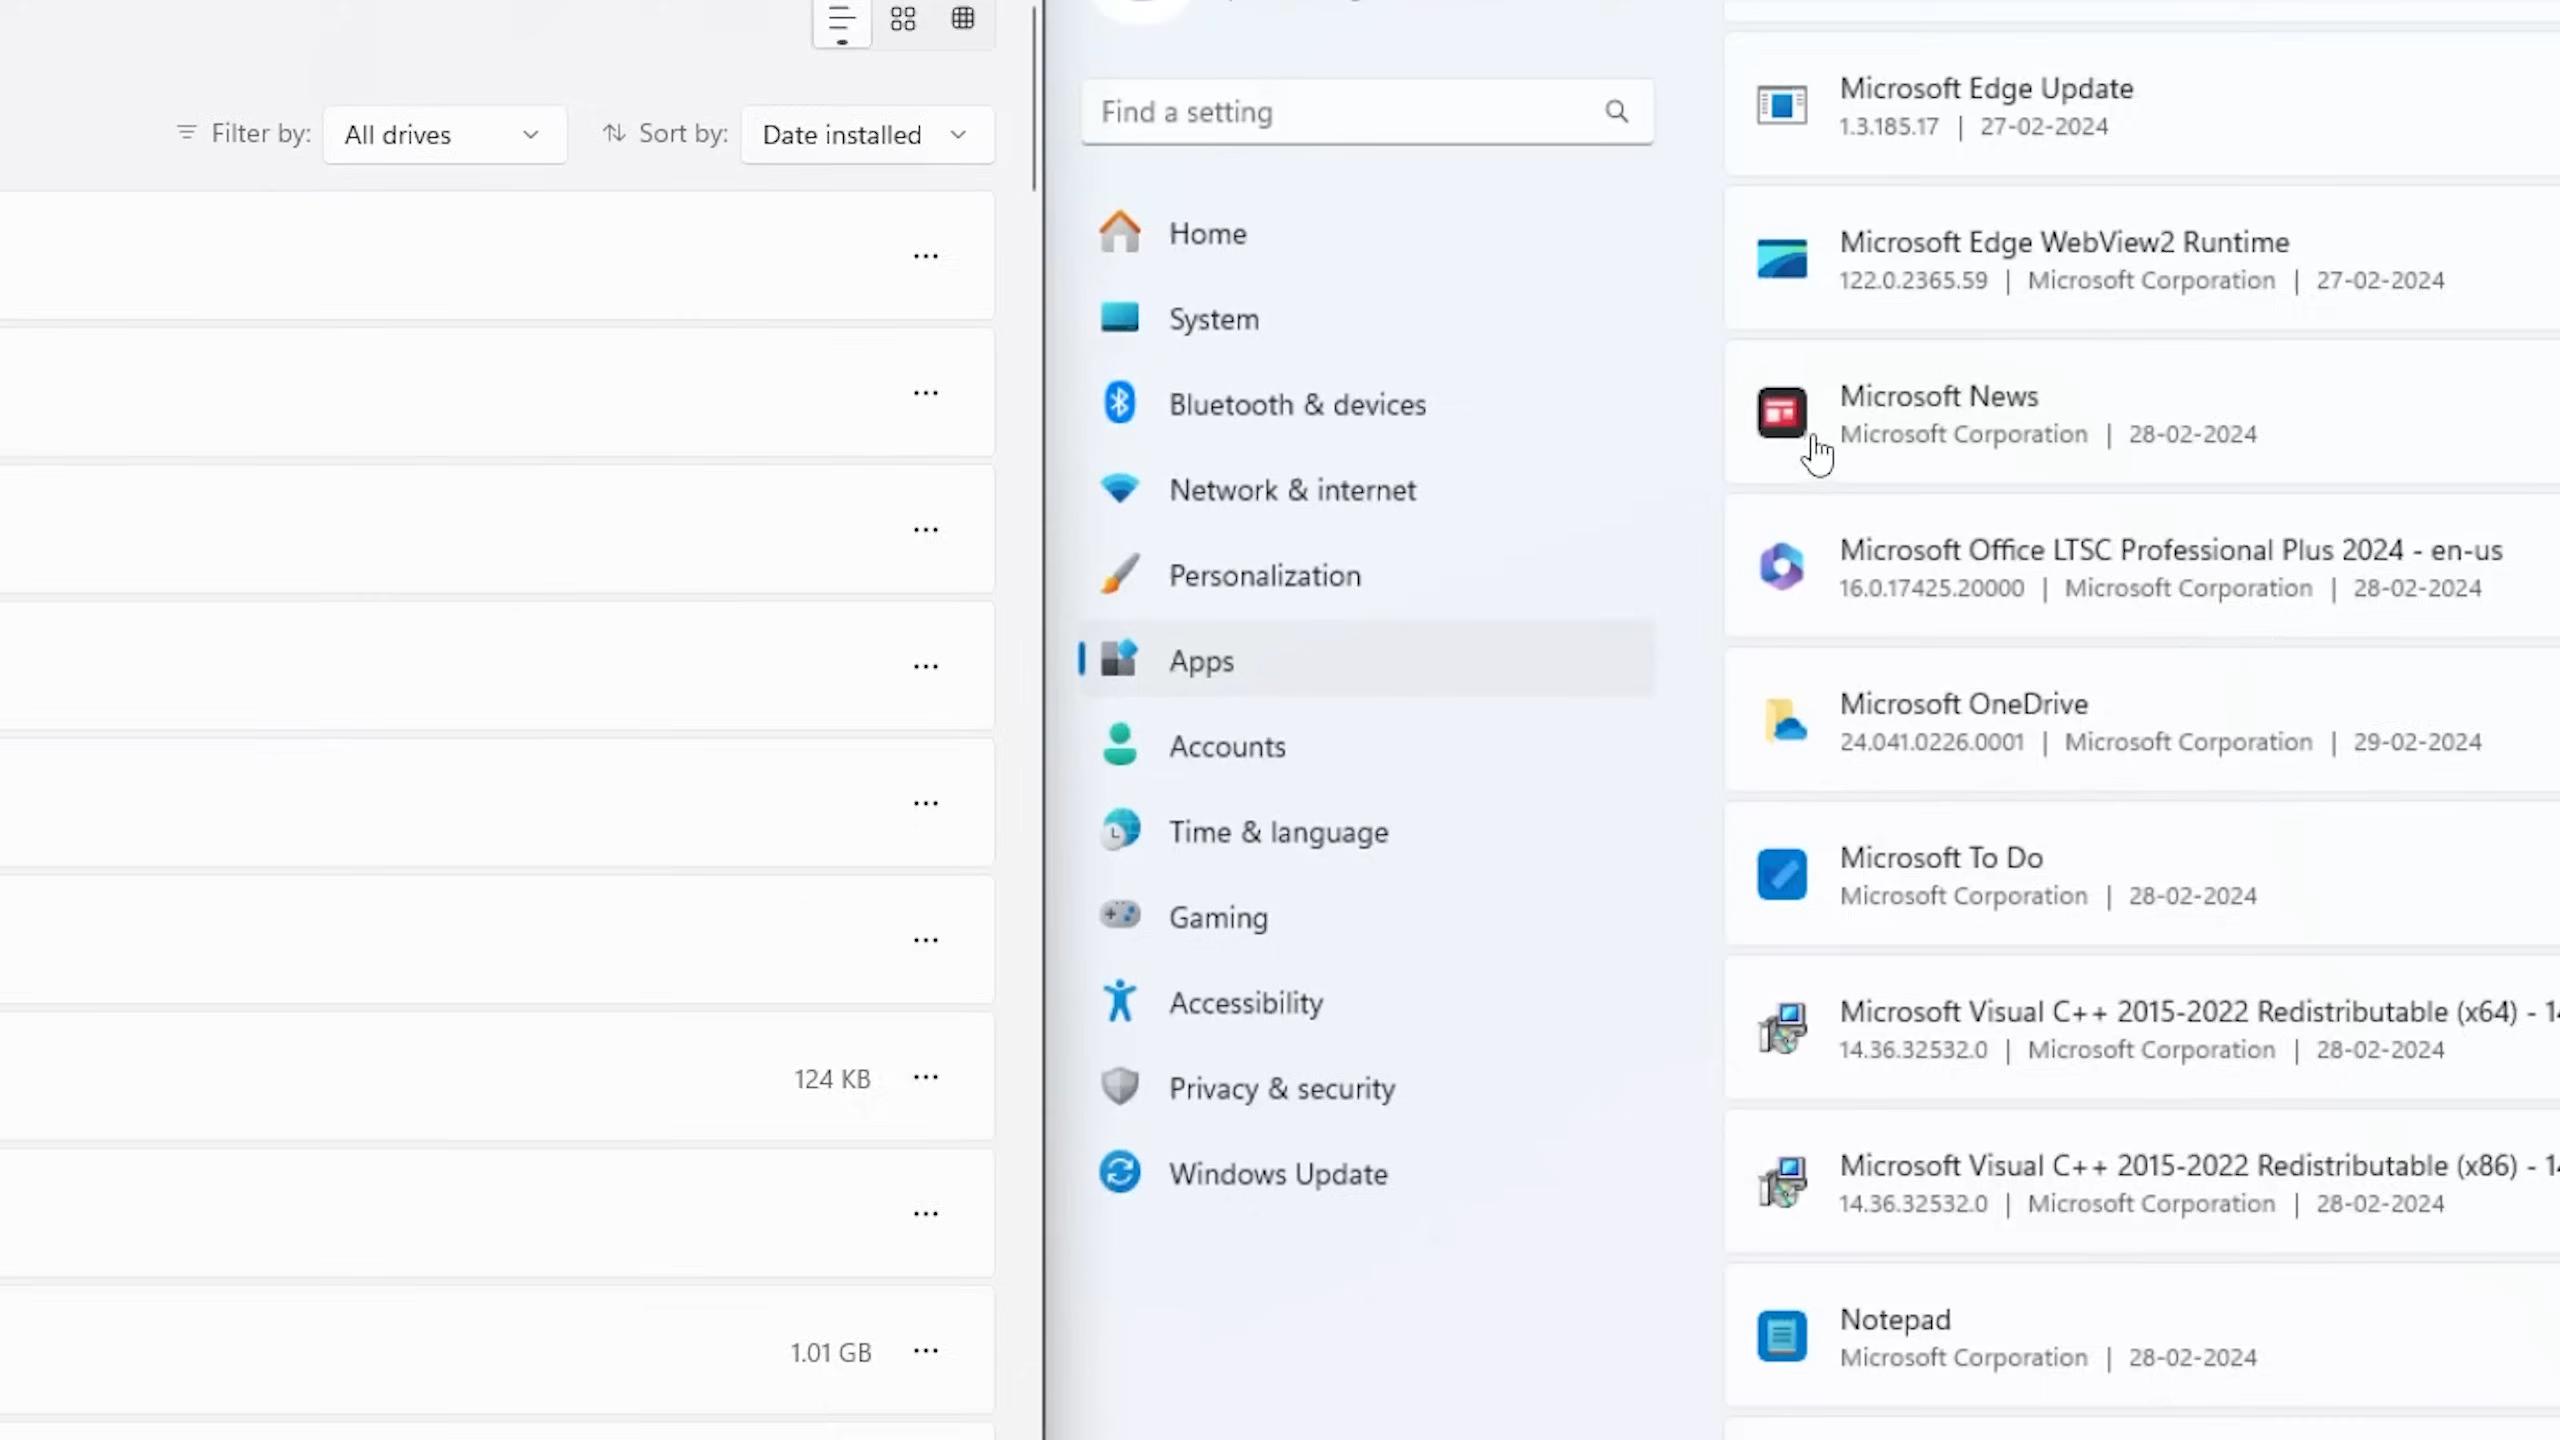 Filter by:
All drives
Sort by:
Date installed
124 KB
1.01 GB
Find a setting
Home
System
Bluetooth & devices
Network & internet
Personalization
Apps
Accounts
Time & language
Gaming
Accessibility
Privacy & security
Windows Update
Microsoft Edge Update
1.3.185.17 | 27-02-2024
Microsoft Edge WebView2 Runtime
122.0.2365.59 | Microsoft Corporation | 27-02-2024
Microsoft News
Microsoft Corporation | 28-02-2024
Microsoft Office LTSC Professional Plus 2024 - en-us
16.0.17425.20000 | Microsoft Corporation | 28-02-2024
Microsoft OneDrive
24.041.0226.0001 | Microsoft Corporation | 29-02-2024
Microsoft To Do
Microsoft Corporation | 28-02-2024
Microsoft Visual C++ 2015-2022 Redistributable (x64) -
14.36.32532.0 | Microsoft Corporation | 28-02-2024
Microsoft Visual C++ 2015-2022 Redistributable (x86) -
14.36.32532.0 | Microsoft Corporation | 28-02-2024
Notepad
Microsoft Corporation | 28-02-2024